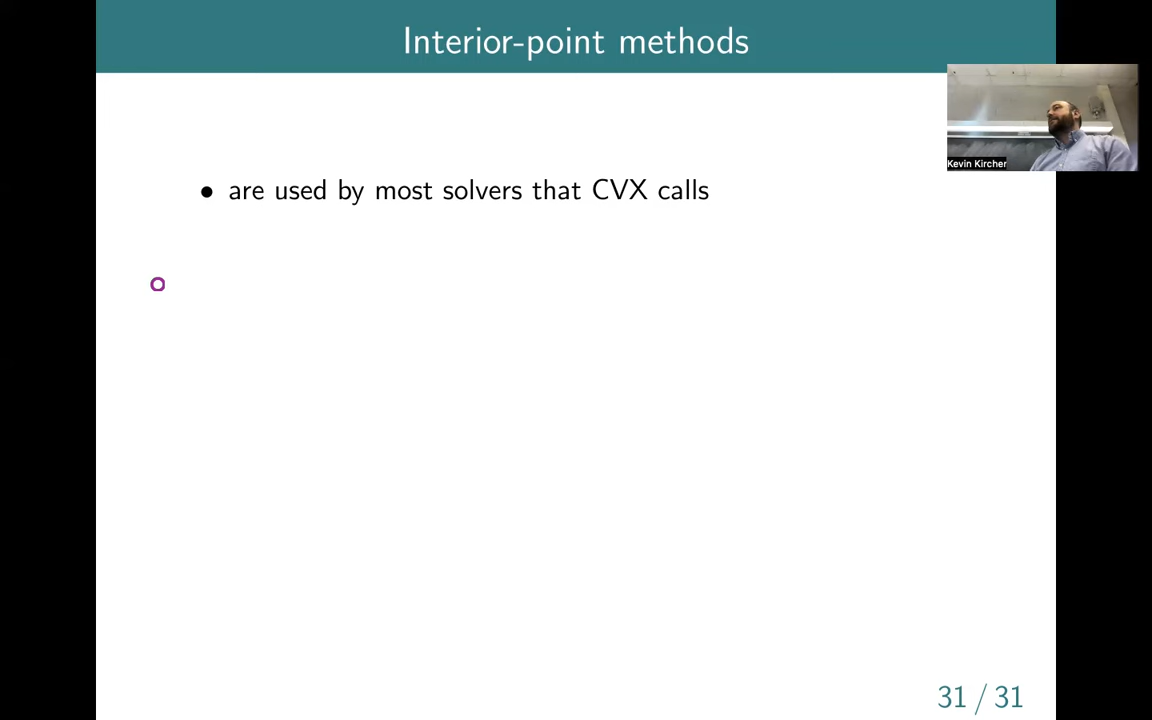 Interior-point methods
Kevin Kircher
• are used by most solvers that CVX calls
31 / 31